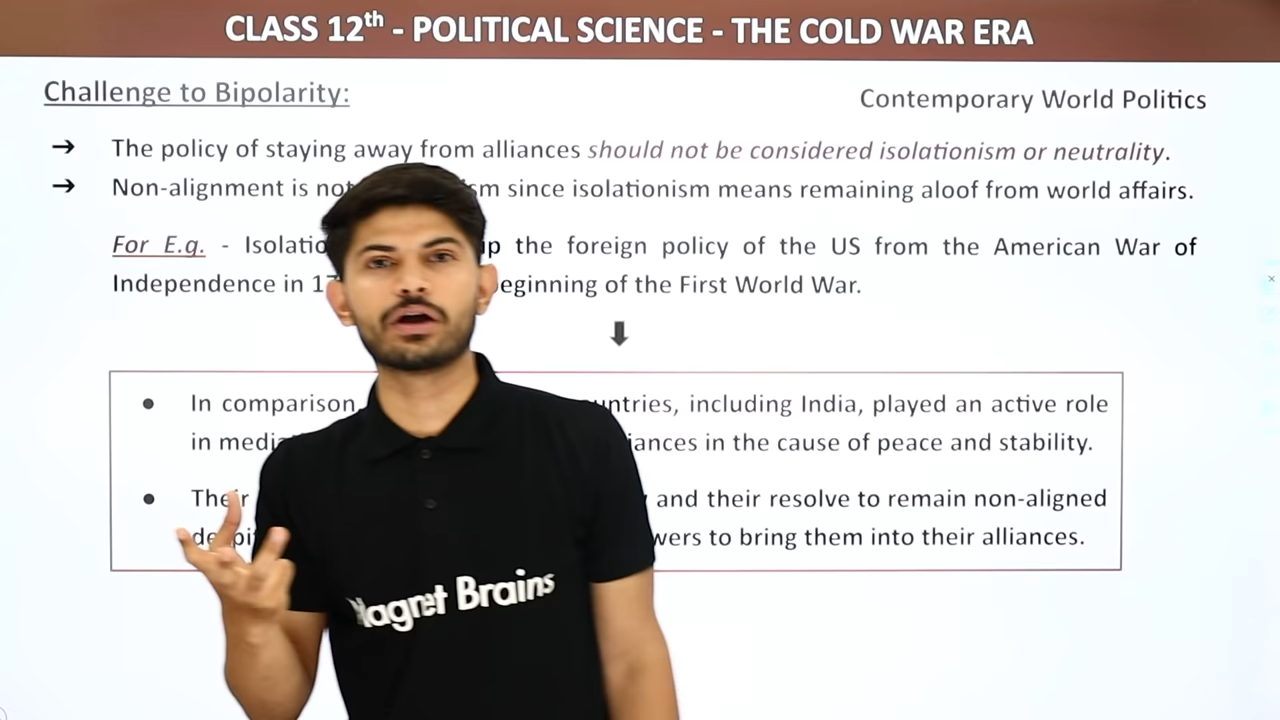 CLASS 12th - POLITICAL SCIENCE - THE COLD WAR ERA
Challenge to Bipolarity:
Contemporary World Politics
➔ The policy of staying away from alliances should not be considered isolationism or neutrality.
➔ Non-alignment is not sm since isolationism means remaining aloof from world affairs.
For E.g. - Isolatio up the foreign policy of the US from the American War of
Independence in 17 beginning of the First World War.
● In comparison, untries, including India, played an active role
in media iances in the cause of peace and stability.
● Their and their resolve to remain non-aligned
despi wers to bring them into their alliances.
Magnet Brains